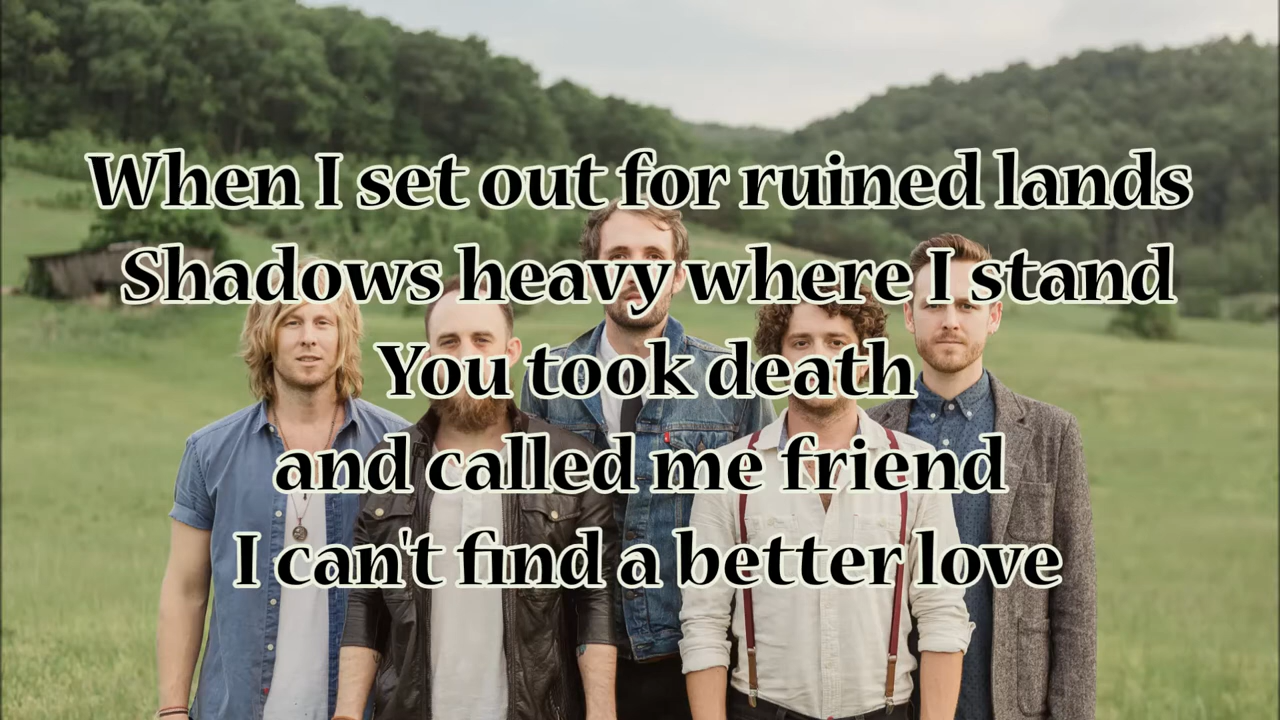 When I set out for ruined lands
Shadows heavy where I stand
You took death
and called me friend
I can't find a better love